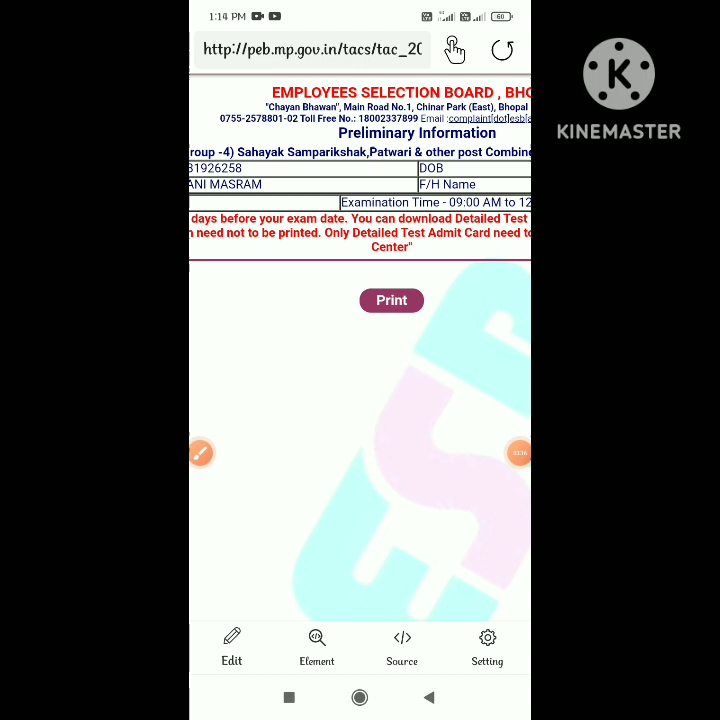 1:14 PM
60
http://peb.mp.gov.in/tacs/tac_2(
EMPLOYEES SELECTION BOARD , BHO
"Chayan Bhawan", Main Road No.1, Chinar Park (East), Bhopal
0755-2578801-02 Toll Free No.: 18002337899 Email :complaint[dot]esb[a
Preliminary Information
roup -4) Sahayak Samparikshak,Patwari & other post Combine
31926258 DOB
ANI MASRAM F/H Name
Examination Time - 09:00 AM to 12
days before your exam date. You can download Detailed Test
n need not to be printed. Only Detailed Test Admit Card need to
Center"
Print
ESB
Edit Element Source Setting
K
KINEMASTER